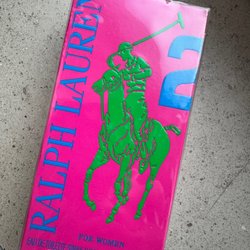 RALPH LAUREN
2
FOR WOMEN
EAU DE TOILETTE